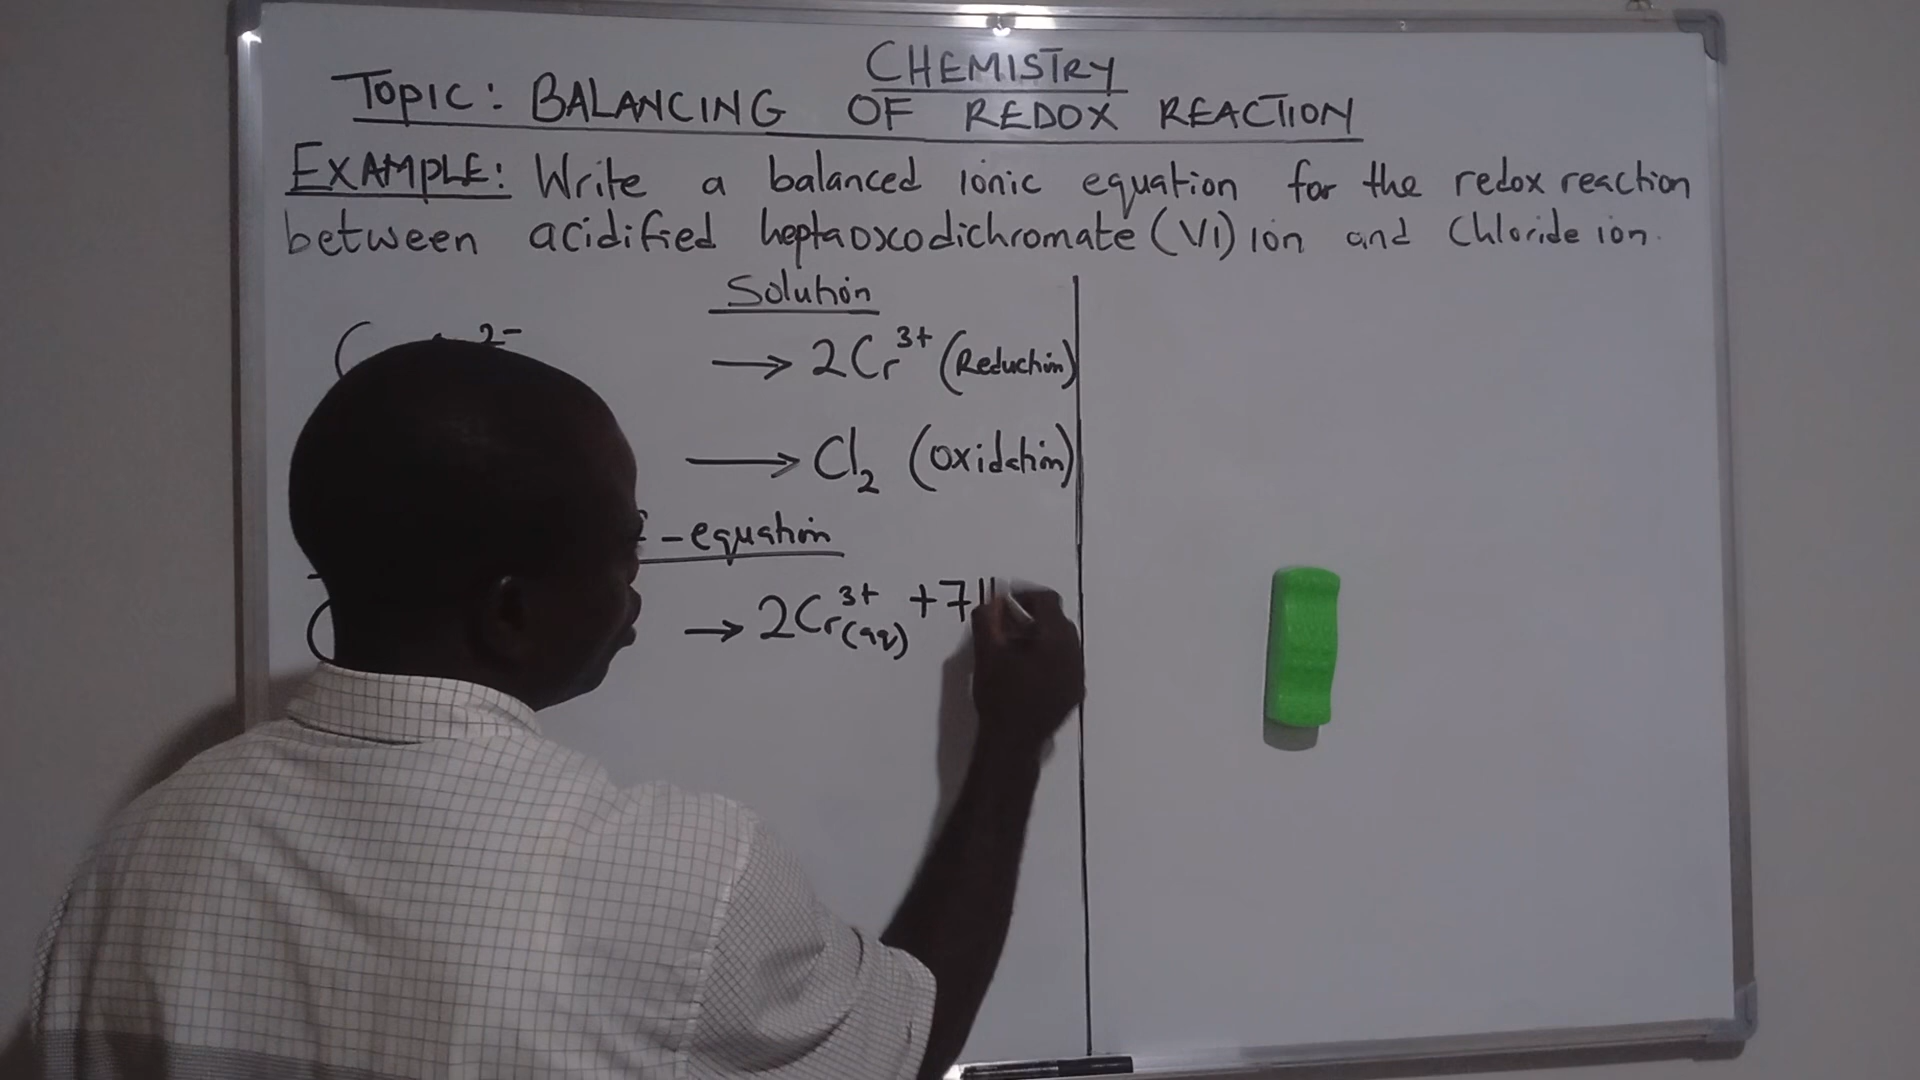 CHEMISTRY
Topic: BALANCING OF REDOX REACTION
EXAMPLE: Write a balanced ionic equation for the redox reaction
between acidified heptaoxodichromate (VI) ion and Chloride ion.
Solution
2- → 2Cr³⁺ (Reduction)
→ Cl₂ (Oxidation)
-equation
→ 2Cr³⁺(aq) + 7